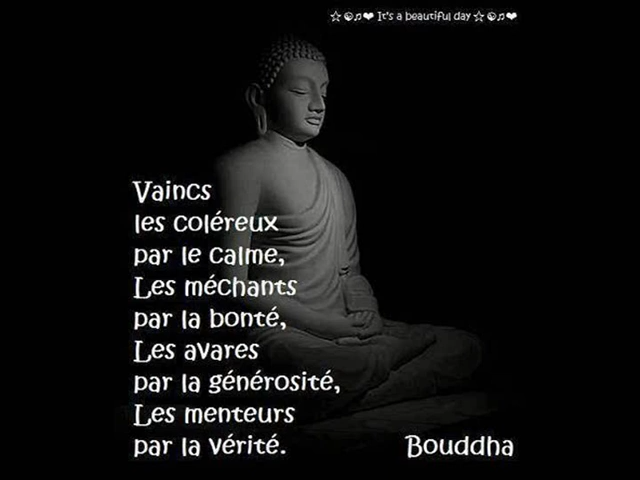 ☆☯♫❤ It's a beautiful day ☆☯♫❤
Vaincs
les coléreux
par le calme,
Les méchants
par la bonté,
Les avares
par la générosité,
Les menteurs
par la vérité.
Bouddha